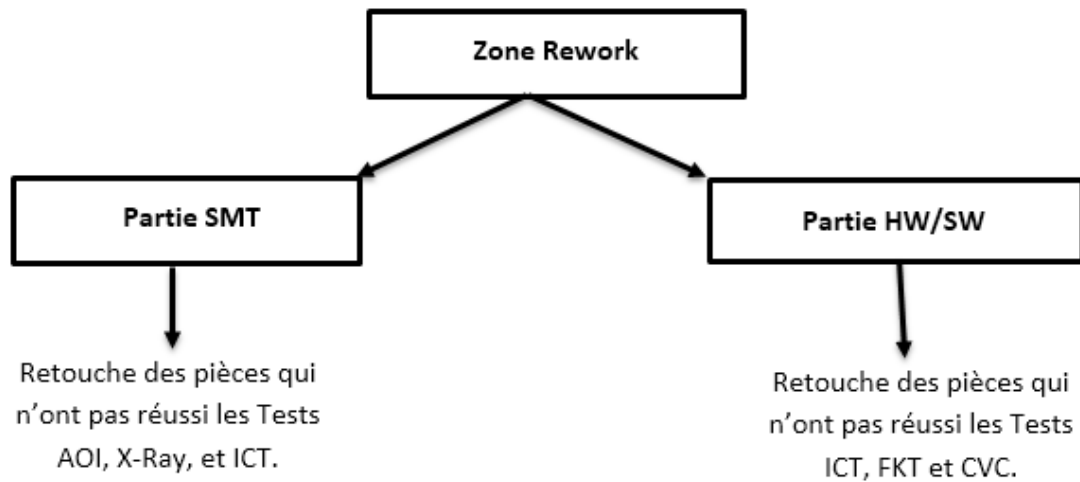 Zone Rework
Partie SMT
Partie HW/SW
Retouche des pièces qui
n’ont pas réussi les Tests
AOI, X-Ray, et ICT.
Retouche des pièces qui
n’ont pas réussi les Tests
ICT, FKT et CVC.